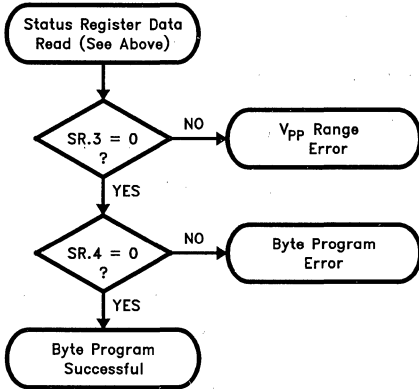 Status Register Data
Read (See Above)
SR.3 = 0
?
NO
VPP Range
Error
YES
SR.4 = 0
?
NO
Byte Program
Error
YES
Byte Program
Successful